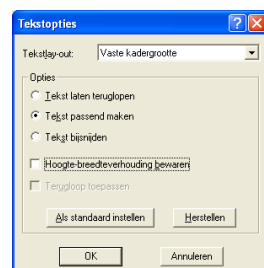 Tekstopties
Tekstlay-out: Vaste kadergrootte
Opties
Tekst laten teruglopen
Tekst passend maken
Tekst bijsnijden
Hoogte-breedteverhouding bewaren
Terugloop toepassen
Als standaard instellen Herstellen
OK Annuleren